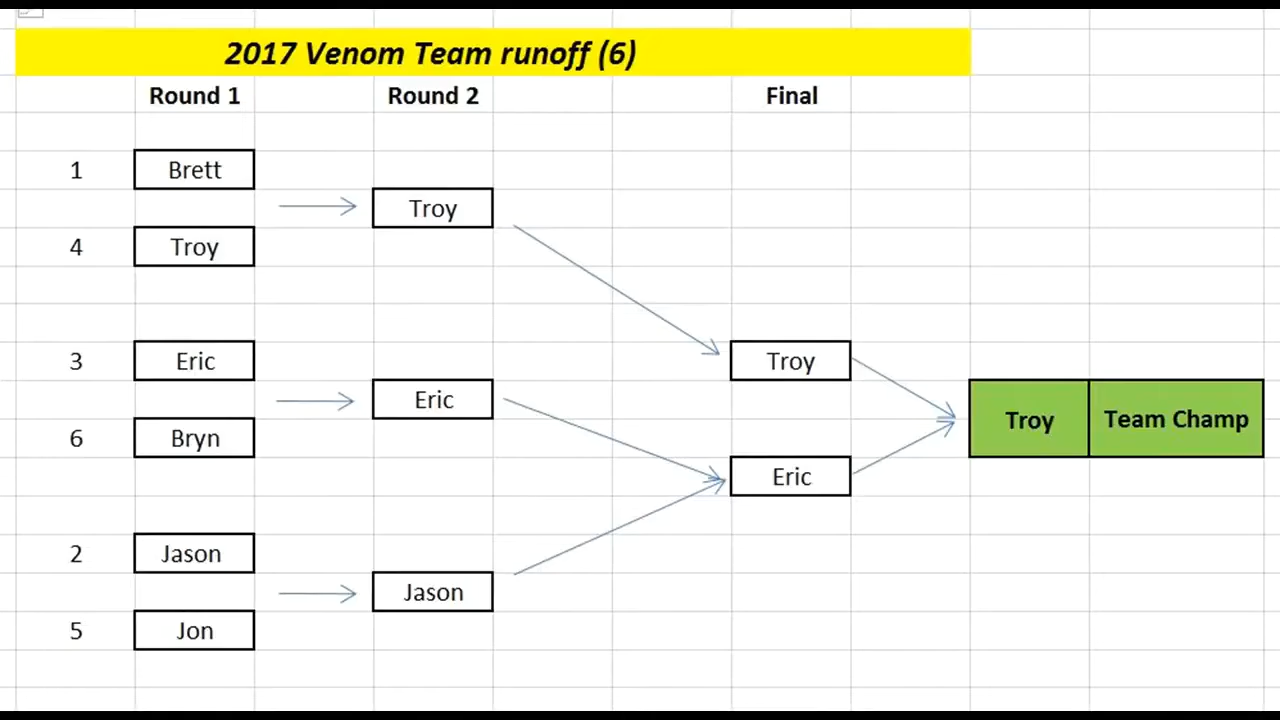 2017 Venom Team runoff (6)
Round 1 Round 2 Final
1 Brett
Troy
4 Troy
3 Eric Troy
Eric
Troy Team Champ
6 Bryn
Eric
2 Jason
Jason
5 Jon